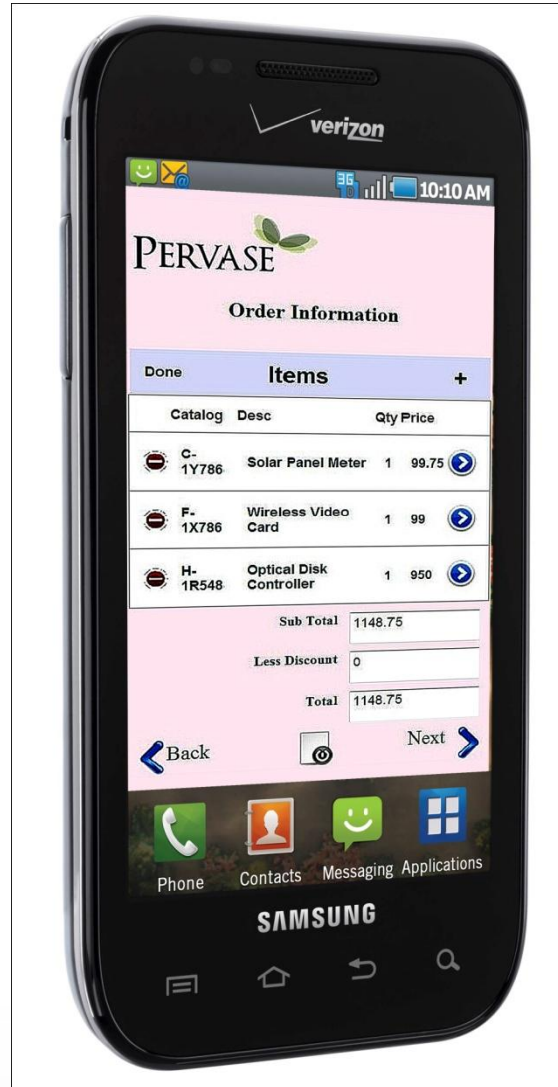 verizon
3G 10:10 AM
PERVASE
Order Information
Done Items +
Catalog Desc Qty Price
C-
1Y786 Solar Panel Meter 1 99.75
F-
1X786 Wireless Video
Card 1 99
H-
1R548 Optical Disk
Controller 1 950
Sub Total 1148.75
Less Discount 0
Total 1148.75
Back Next
Phone Contacts Messaging Applications
SAMSUNG